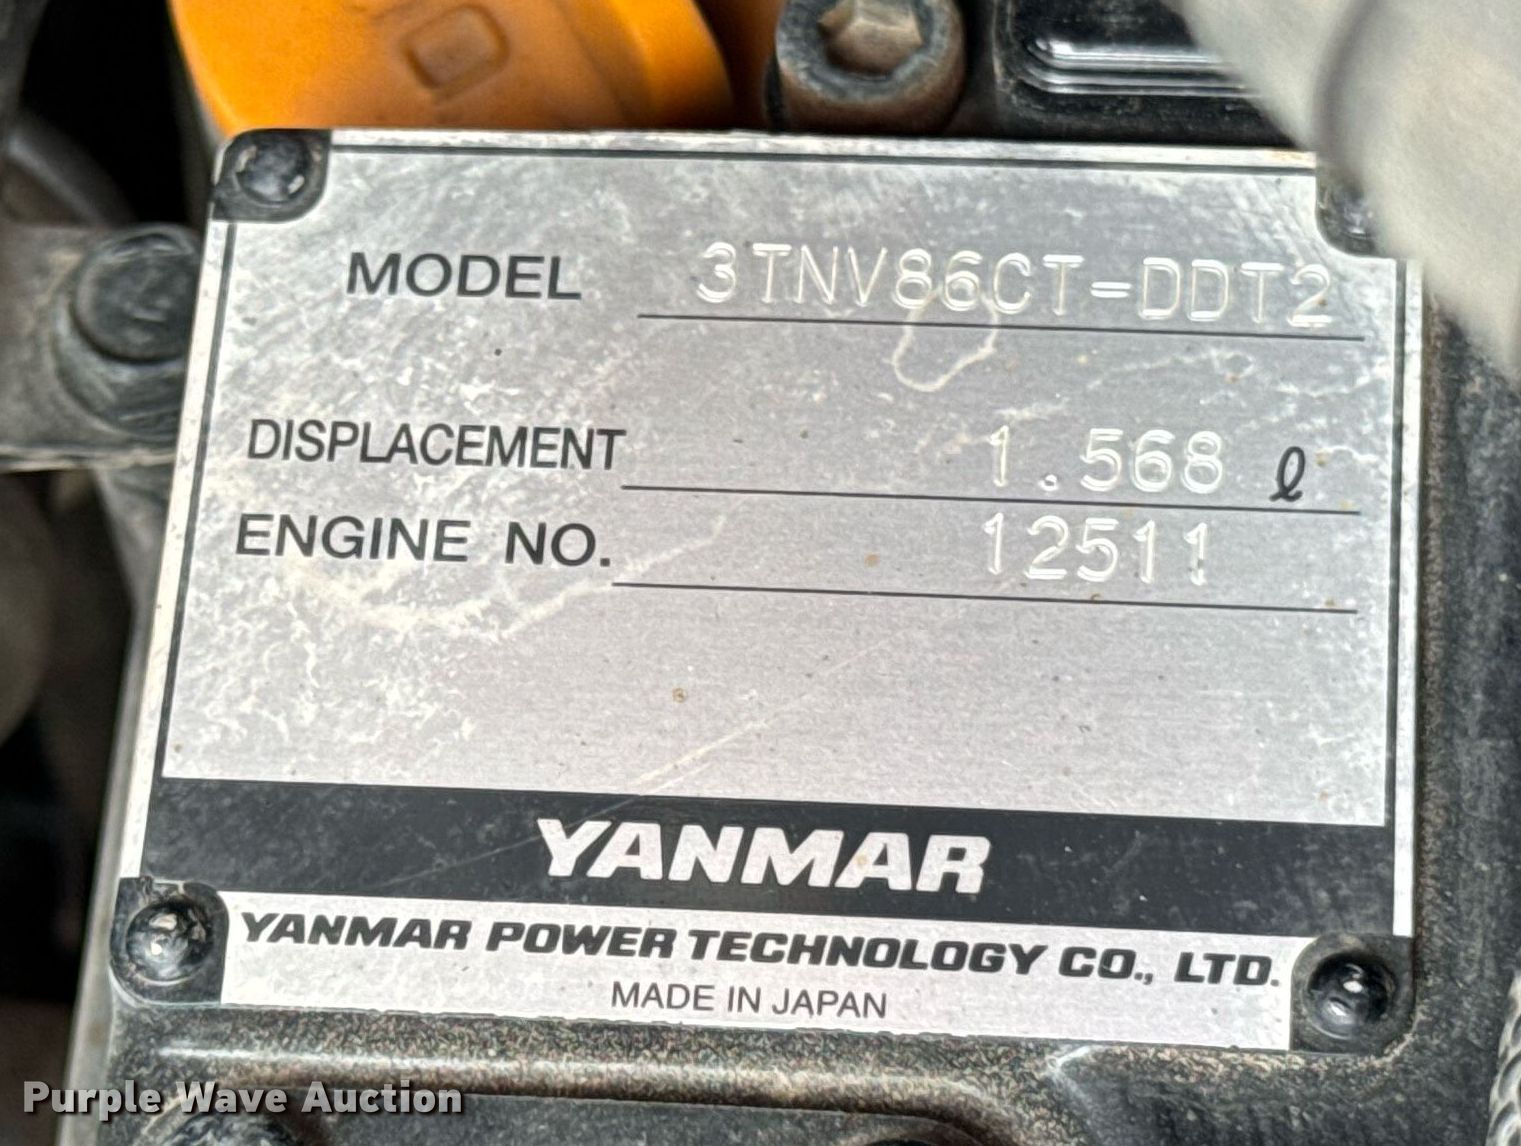 MODEL 3TNV86CT-DDT2
DISPLACEMENT 1.568 ℓ
ENGINE NO. 12511
YANMAR
YANMAR POWER TECHNOLOGY CO., LTD.
MADE IN JAPAN
Purple Wave Auction